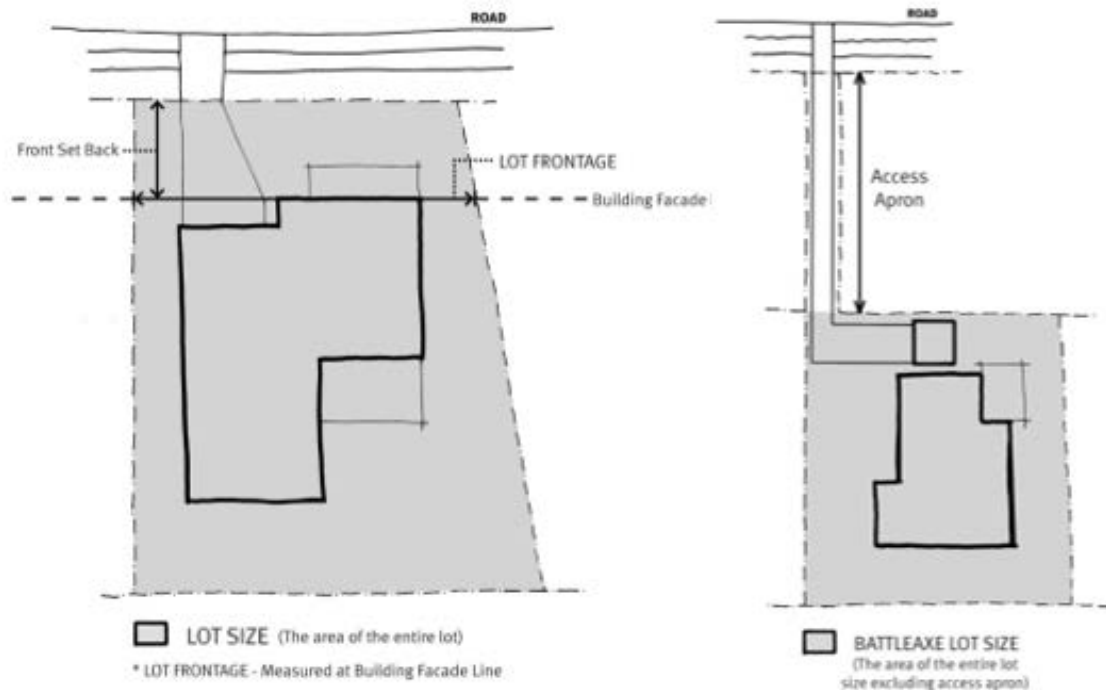 ROAD
Front Set Back
LOT FRONTAGE
Building Facade
LOT SIZE (The area of the entire lot)
* LOT FRONTAGE - Measured at Building Facade Line
ROAD
Access
Apron
BATTLEAXE LOT SIZE
(The area of the entire lot
size excluding access apron)